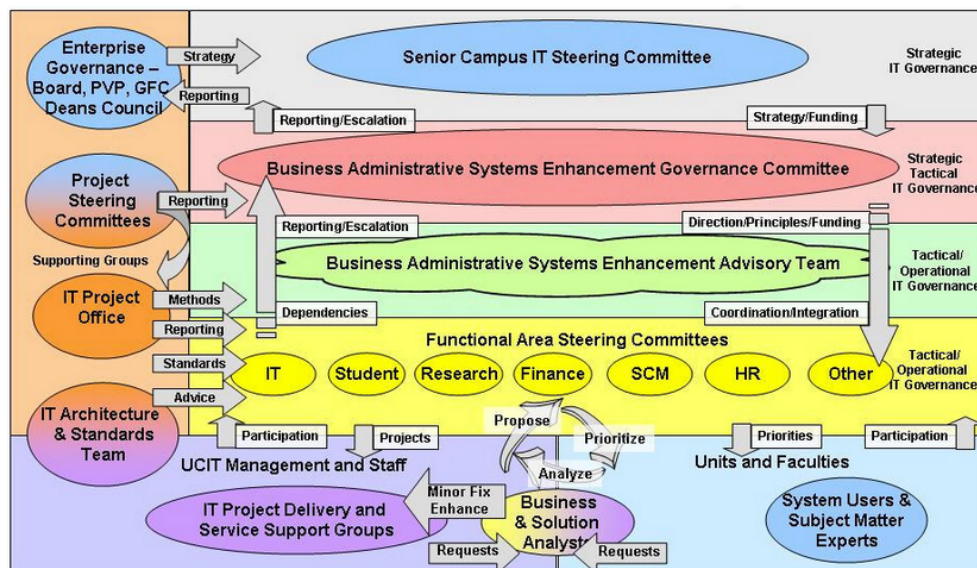 Enterprise
Governance –
Board, PVP, GFC
Deans Council
Strategy
Reporting
Senior Campus IT Steering Committee
Strategic
IT Governance
Reporting/Escalation
Strategy/Funding
Business Administrative Systems Enhancement Governance Committee
Strategic
Tactical
IT Governance
Project
Steering
Committees
Reporting
Reporting/Escalation
Direction/Principles/Funding
Supporting Groups
Business Administrative Systems Enhancement Advisory Team
Tactical/
Operational
IT Governance
IT Project
Office
Methods
Reporting
Dependencies
Coordination/Integration
Functional Area Steering Committees
Standards
Advice
IT
Student
Research
Finance
SCM
HR
Other
Tactical/
Operational
IT Governance
IT Architecture
& Standards
Team
Participation
Projects
Propose
Prioritize
Analyze
Priorities
Participation
UCIT Management and Staff
Units and Faculties
IT Project Delivery and
Service Support Groups
Minor Fix
Enhance
Business
& Solution
Analysts
Requests
Requests
System Users &
Subject Matter
Experts